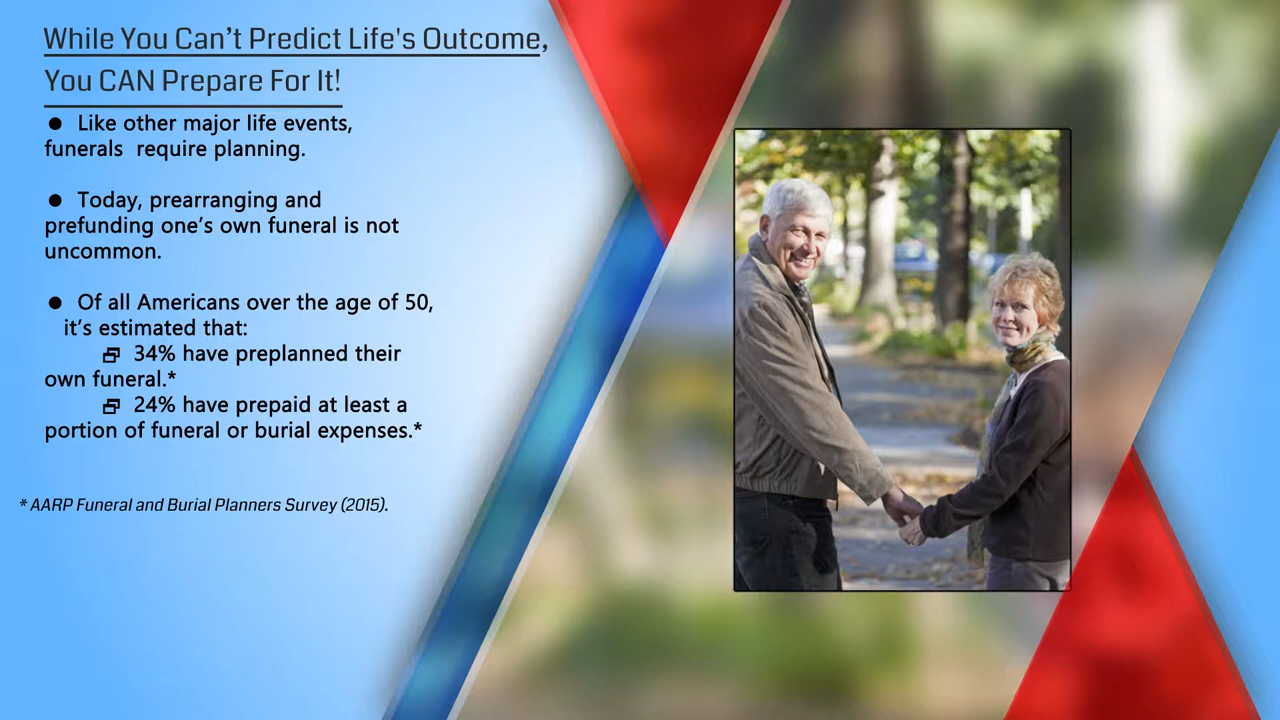 While You Can’t Predict Life's Outcome,
You CAN Prepare For It!
● Like other major life events,
funerals  require planning.
● Today, prearranging and
prefunding one’s own funeral is not
uncommon.
● Of all Americans over the age of 50,
it’s estimated that:
34% have preplanned their
own funeral.*
24% have prepaid at least a
portion of funeral or burial expenses.*
* AARP Funeral and Burial Planners Survey (2015).